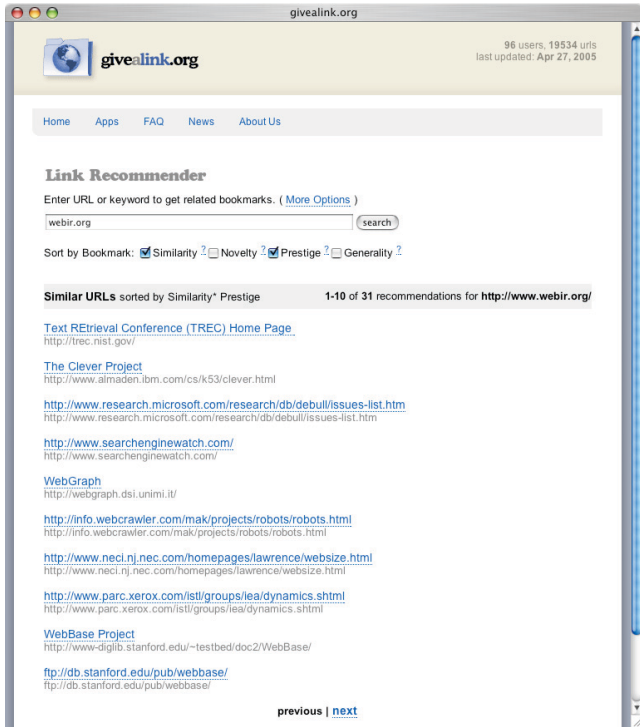 givealink.org
givealink.org
96 users, 19534 urls
last updated: Apr 27, 2005
Home Apps FAQ News About Us
Link Recommender
Enter URL or keyword to get related bookmarks. ( More Options )
webir.org search
Sort by Bookmark: Similarity ? Novelty ? Prestige ? Generality ?
Similar URLs sorted by Similarity* Prestige 1-10 of 31 recommendations for http://www.webir.org/
Text REtrieval Conference (TREC) Home Page
http://trec.nist.gov/
The Clever Project
http://www.almaden.ibm.com/cs/k53/clever.html
http://www.research.microsoft.com/research/db/debull/issues-list.htm
http://www.research.microsoft.com/research/db/debull/issues-list.htm
http://www.searchenginewatch.com/
http://www.searchenginewatch.com/
WebGraph
http://webgraph.dsi.unimi.it/
http://info.webcrawler.com/mak/projects/robots/robots.html
http://info.webcrawler.com/mak/projects/robots/robots.html
http://www.neci.nj.nec.com/homepages/lawrence/websize.html
http://www.neci.nj.nec.com/homepages/lawrence/websize.html
http://www.parc.xerox.com/istl/groups/iea/dynamics.shtml
http://www.parc.xerox.com/istl/groups/iea/dynamics.shtml
WebBase Project
http://www-diglib.stanford.edu/~testbed/doc2/WebBase/
ftp://db.stanford.edu/pub/webbase/
ftp://db.stanford.edu/pub/webbase/
previous | next